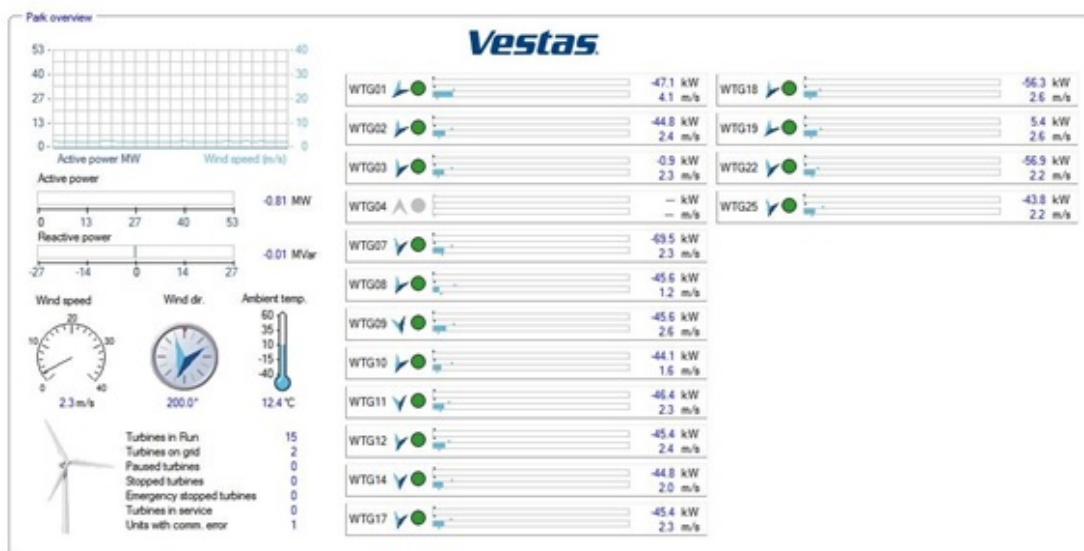 Park overview
Vestas
53
40
27
13
0
40
30
20
10
0
Active power MW Wind speed (m/s)
Active power
-0.81 MW
0 13 27 40 53
Reactive power
-0.01 MVar
-27 -14 0 14 27
Wind speed
0 10 20 30 40
2.3 m/s
Wind dir.
200.0°
Ambient temp.
60
35
10
-15
-40
12.4 °C
Turbines in Run 15
Turbines on grid 2
Paused turbines 0
Stopped turbines 0
Emergency stopped turbines 0
Turbines in service 0
Units with comm. error 1
WTG01 -47.1 kW
4.1 m/s
WTG02 -44.8 kW
2.4 m/s
WTG03 -0.9 kW
2.3 m/s
WTG04 -- kW
-- m/s
WTG07 -69.5 kW
2.3 m/s
WTG08 -45.6 kW
1.2 m/s
WTG09 -45.6 kW
2.6 m/s
WTG10 -44.1 kW
1.6 m/s
WTG11 -46.4 kW
2.3 m/s
WTG12 -45.4 kW
2.4 m/s
WTG14 -44.8 kW
2.0 m/s
WTG17 -45.4 kW
2.3 m/s
WTG18 -56.3 kW
2.6 m/s
WTG19 5.4 kW
2.6 m/s
WTG22 -56.9 kW
2.2 m/s
WTG25 -43.8 kW
2.2 m/s